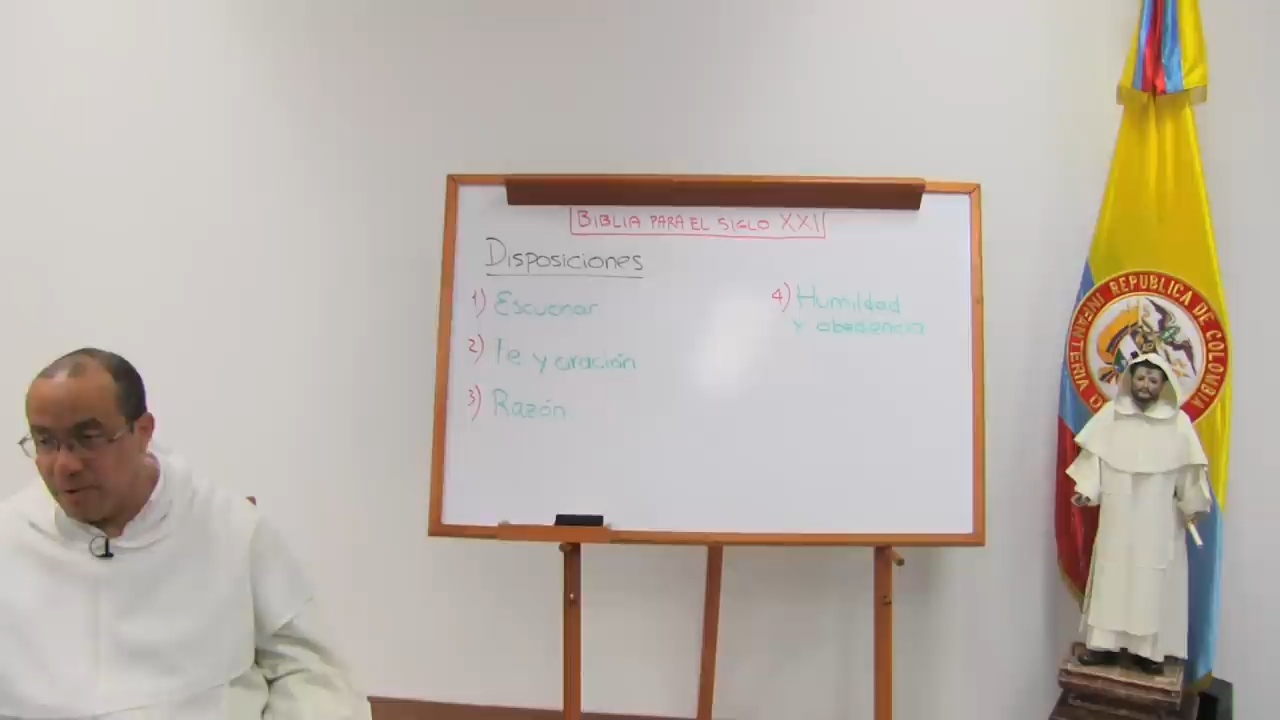 BIBLIA PARA EL SIGLO XXI
Disposiciones
1) Escuchar
2) Fe y oración
3) Razón
4) Humildad
y obediencia
REPUBLICA DE COLOMBIA
INFANTERIA